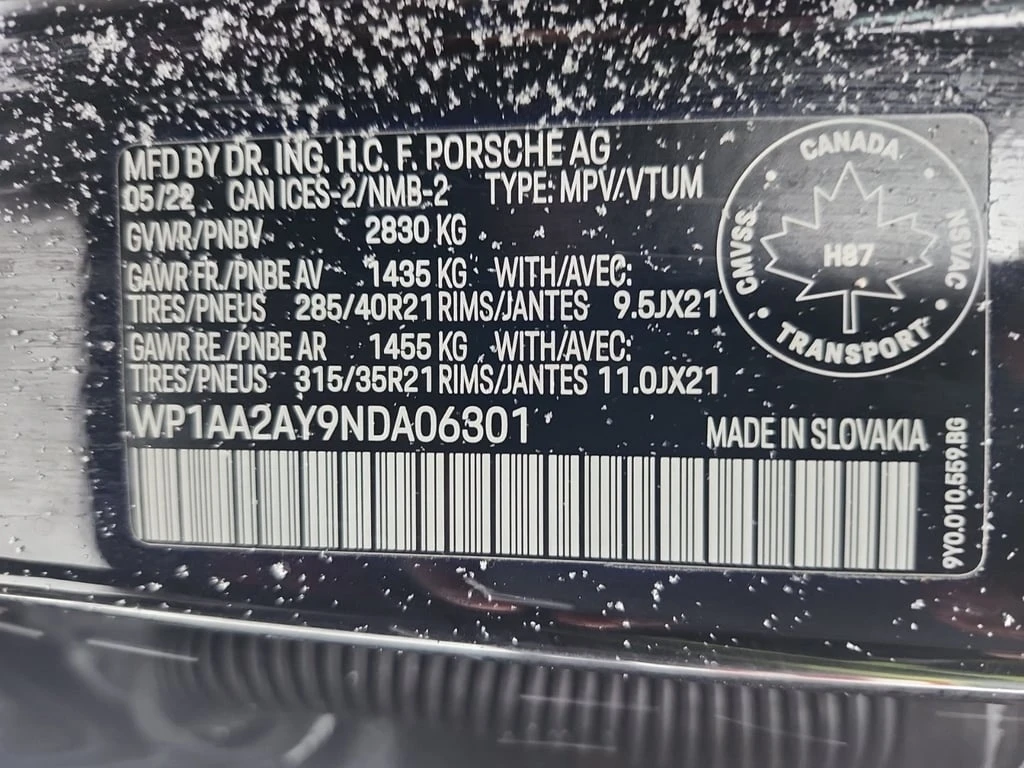 MFD BY DR. ING. H.C. F. PORSCHE AG
05/22 CAN ICES-2/NMB-2 TYPE: MPV/VTUM
GVWR/PNBV 2830 KG
GAWR FR./PNBE AV 1435 KG WITH/AVEC:
TIRES/PNEUS 285/40R21 RIMS/JANTES 9.5JX21
GAWR RE./PNBE AR 1455 KG WITH/AVEC:
TIRES/PNEUS 315/35R21 RIMS/JANTES 11.0JX21
WP1AA2AY9NDA06301
MADE IN SLOVAKIA
CANADA
CMVSS
NSVAC
H87
TRANSPORT
9Y0.010.559.BG